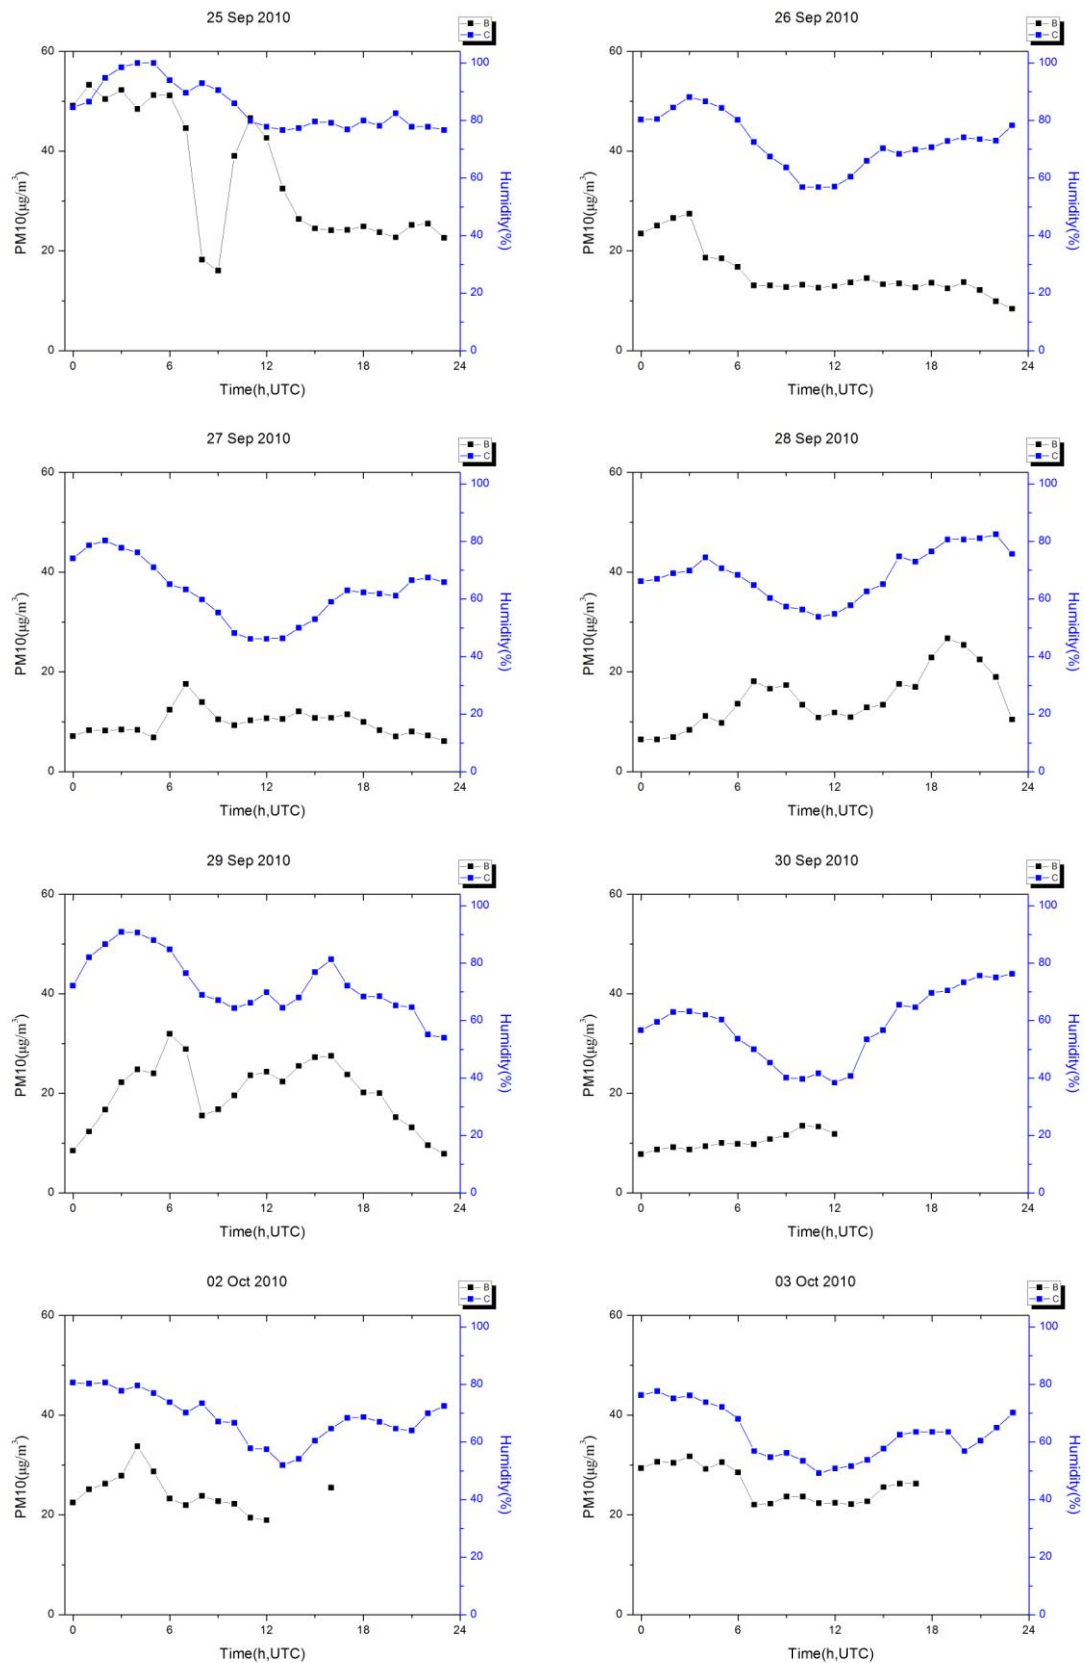 25 Sep 2010
B
C
60
40
20
0
PM10(μg/m³)
100
80
60
40
20
0
Humidity(%)
0 6 12 18 24
Time(h,UTC)
26 Sep 2010
B
C
60
40
20
0
PM10(μg/m³)
100
80
60
40
20
0
Humidity(%)
0 6 12 18 24
Time(h,UTC)
27 Sep 2010
B
C
60
40
20
0
PM10(μg/m³)
100
80
60
40
20
0
Humidity(%)
0 6 12 18 24
Time(h,UTC)
28 Sep 2010
B
C
60
40
20
0
PM10(μg/m³)
100
80
60
40
20
0
Humidity(%)
0 6 12 18 24
Time(h,UTC)
29 Sep 2010
B
C
60
40
20
0
PM10(μg/m³)
100
80
60
40
20
0
Humidity(%)
0 6 12 18 24
Time(h,UTC)
30 Sep 2010
B
C
60
40
20
0
PM10(μg/m³)
100
80
60
40
20
0
Humidity(%)
0 6 12 18 24
Time(h,UTC)
02 Oct 2010
B
C
60
40
20
0
PM10(μg/m³)
100
80
60
40
20
0
Humidity(%)
0 6 12 18 24
Time(h,UTC)
03 Oct 2010
B
C
60
40
20
0
PM10(μg/m³)
100
80
60
40
20
0
Humidity(%)
0 6 12 18 24
Time(h,UTC)